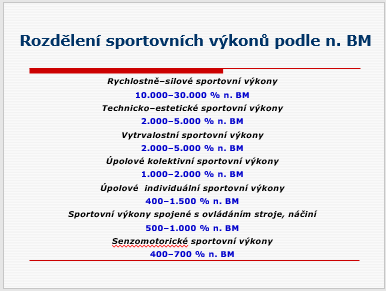 Rozdělení sportovních výkonů podle n. BM
Rychlostně–silové sportovní výkony
10.000–30.000 % n. BM
Technicko–estetické sportovní výkony
2.000–5.000 % n. BM
Vytrvalostní sportovní výkony
2.000–5.000 % n. BM
Úpolové kolektivní sportovní výkony
1.000–2.000 % n. BM
Úpolové individuální sportovní výkony
400–1.500 % n. BM
Sportovní výkony spojené s ovládáním stroje, náčiní
500–1.000 % n. BM
Senzomotorické sportovní výkony
400–700 % n. BM